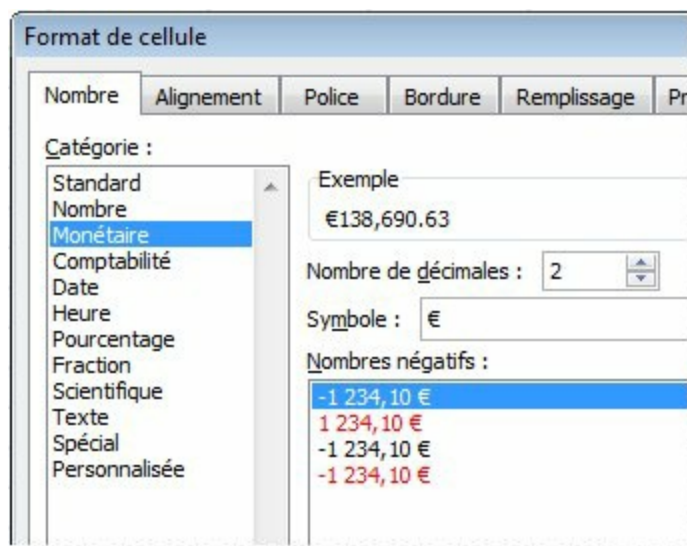 Format de cellule
Nombre Alignement Police Bordure Remplissage
Catégorie :
Standard
Nombre
Monétaire
Comptabilité
Date
Heure
Pourcentage
Fraction
Scientifique
Texte
Spécial
Personnalisée
Exemple
€138,690.63
Nombre de décimales : 2
Symbole : €
Nombres négatifs :
-1 234,10 €
1 234,10 €
-1 234,10 €
-1 234,10 €